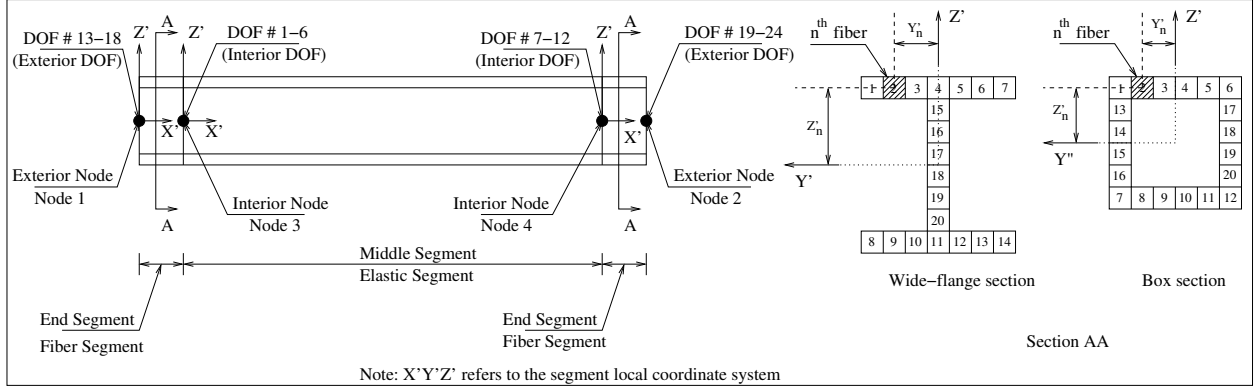 DOF # 13−18
(Exterior DOF)
Z'
A
Z'
DOF # 1−6
(Interior DOF)
DOF # 7−12
(Interior DOF)
Z'
A
DOF # 19−24
(Exterior DOF)
X'
X'
X'
Exterior Node
Node 1
A
Interior Node
Node 3
Interior Node
Node 4
A
Exterior Node
Node 2
Middle Segment
Elastic Segment
End Segment
Fiber Segment
End Segment
Fiber Segment
n th fiber
Y'n
Z'
1 2 3 4 5 6 7
15
16
17
18
19
20
8 9 10 11 12 13 14
Z'n
Y'
Wide−flange section
n th fiber
Y'n
Z'
1 2 3 4 5 6
13 17
14 18
15 19
16 20
7 8 9 10 11 12
Z'n
Y"
Box section
Section AA
Note: X'Y'Z' refers to the segment local coordinate system